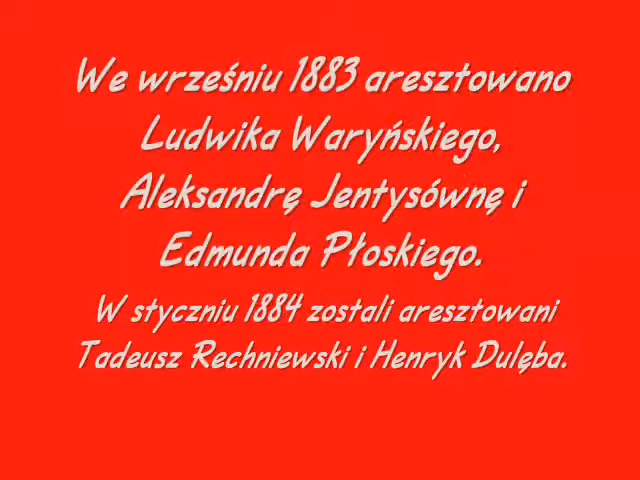 We wrześniu 1883 aresztowano
Ludwika Waryńskiego,
Aleksandrę Jentysównę i
Edmunda Płoskiego.
W styczniu 1884 zostali aresztowani
Tadeusz Rechniewski i Henryk Dulęba.